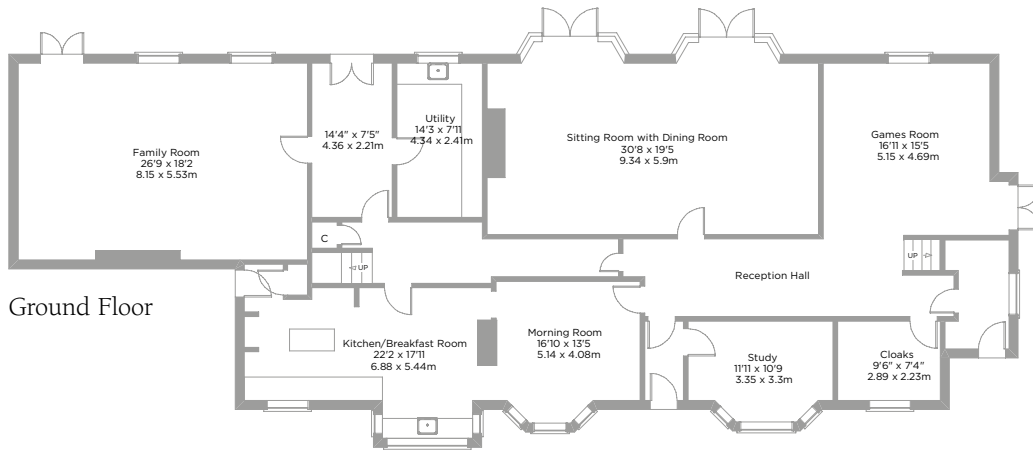 Family Room
26'9 x 18'2
8.15 x 5.53m
14'4" x 7'5"
4.36 x 2.21m
Utility
14'3 x 7'11
4.34 x 2.41m
Sitting Room with Dining Room
30'8 x 19'5
9.34 x 5.9m
Games Room
16'11 x 15'5
5.15 x 4.69m
C
UP
UP
Reception Hall
Ground Floor
Kitchen/Breakfast Room
22'2 x 17'11
6.88 x 5.44m
Morning Room
16'10 x 13'5
5.14 x 4.08m
Study
11'11 x 10'9
3.35 x 3.3m
Cloaks
9'6" x 7'4"
2.89 x 2.23m